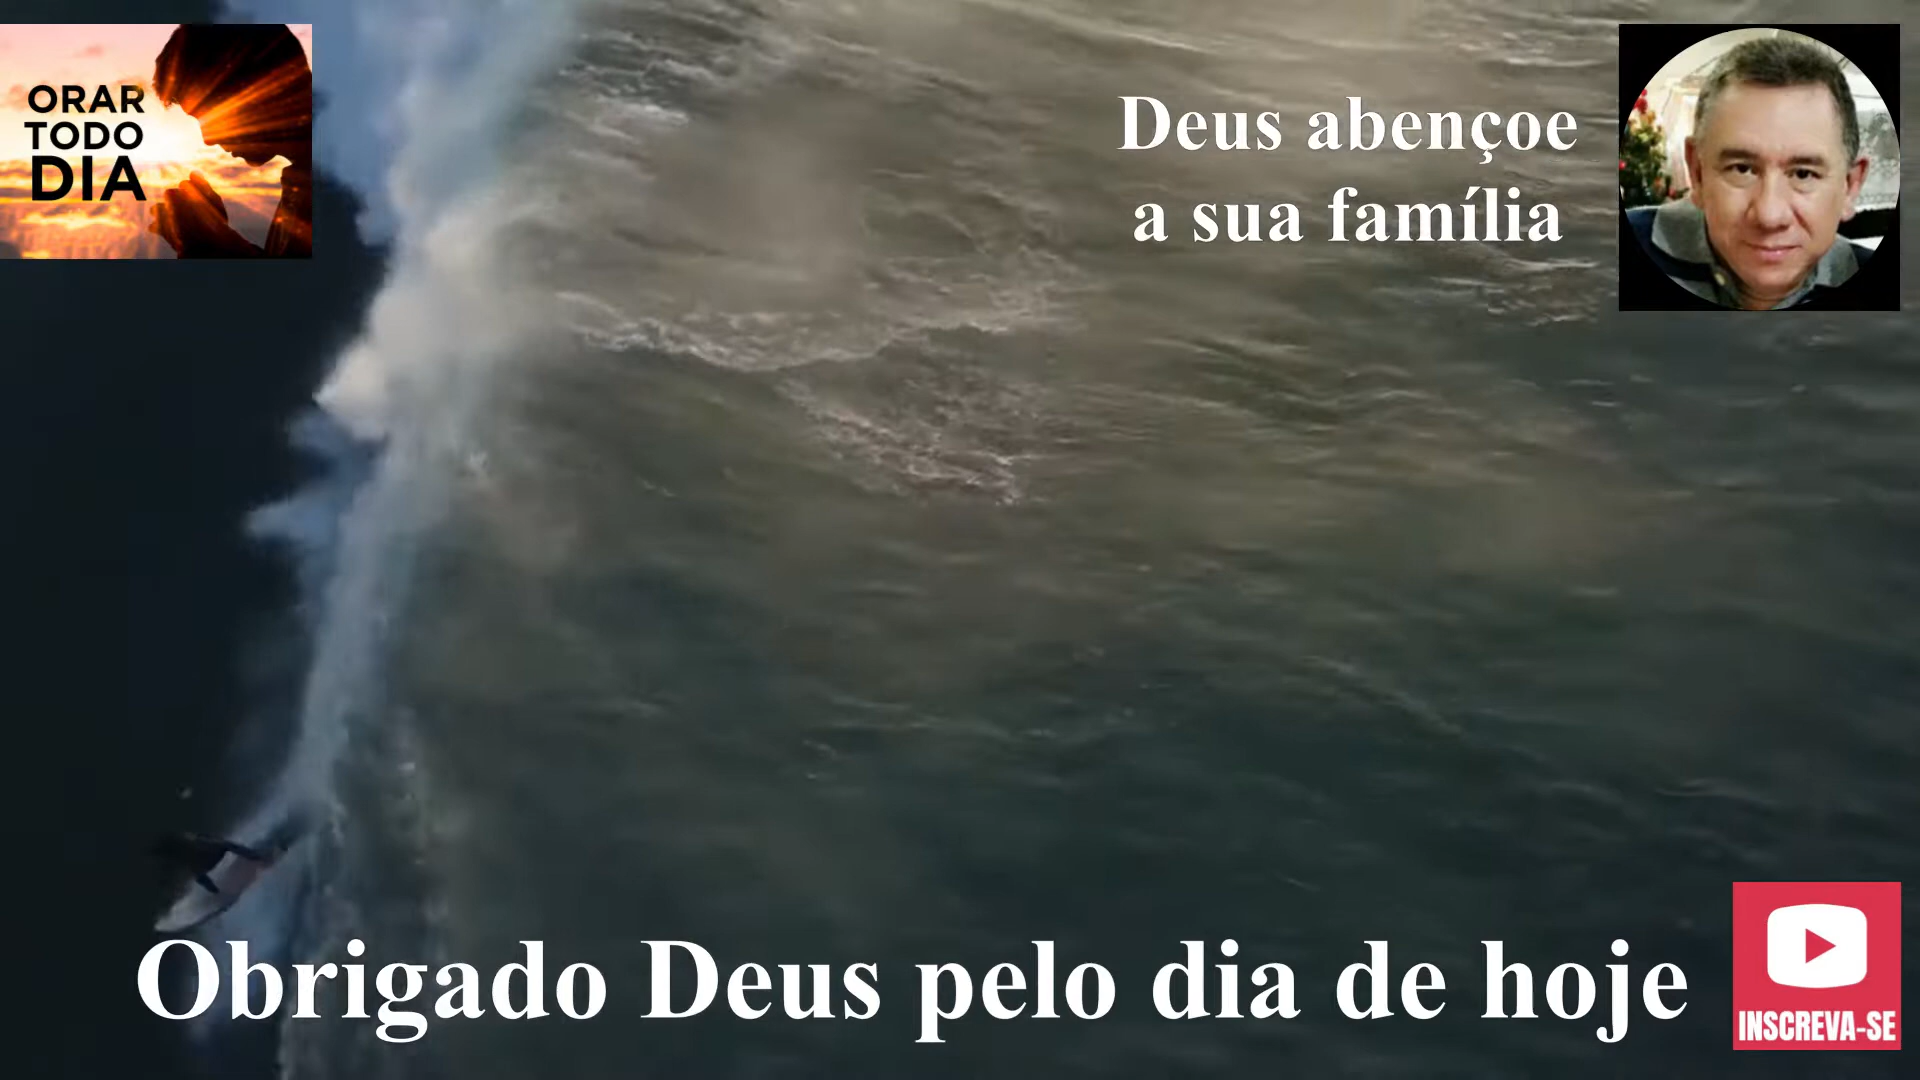 ORAR
TODO
DIA
Deus abençoe
a sua família
Obrigado Deus pelo dia de hoje
INSCREVA-SE